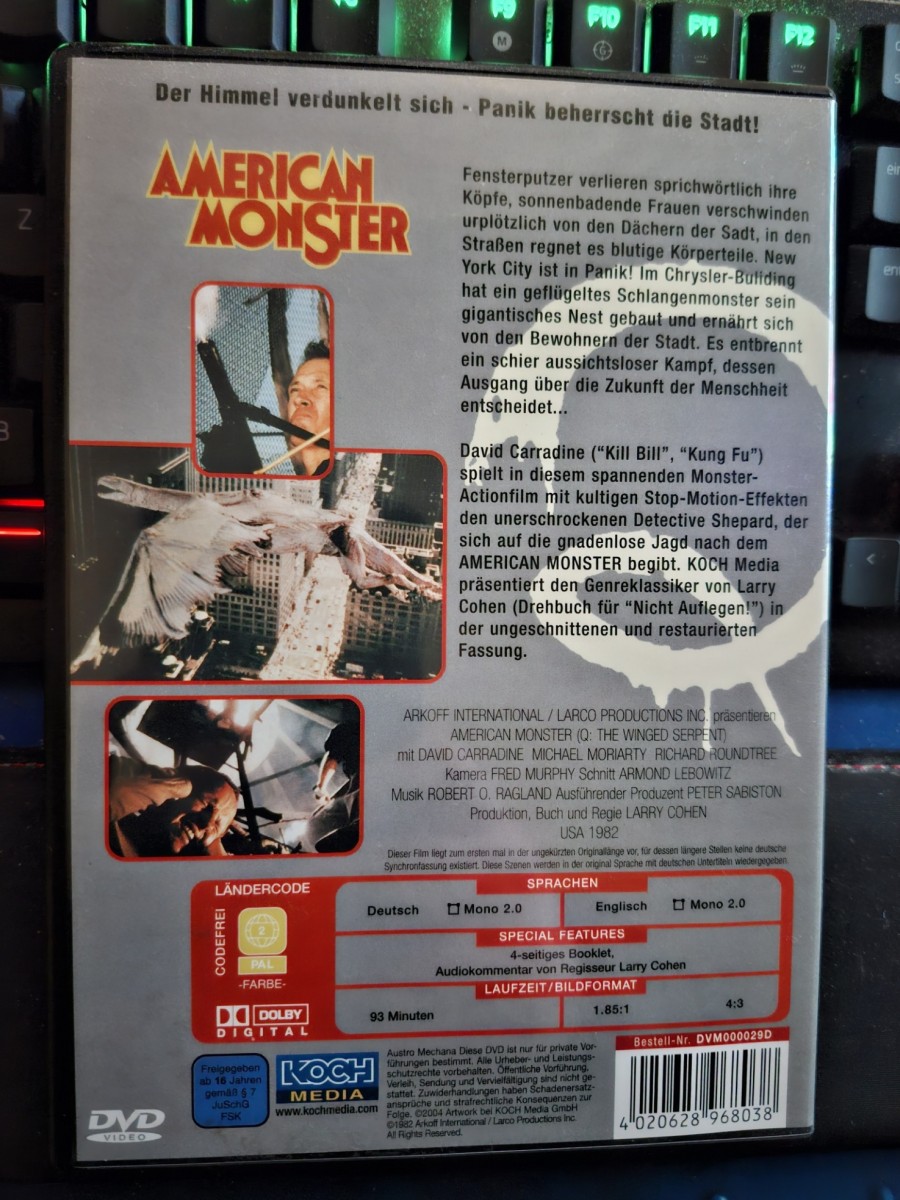 F9
F10
F11
F12
M
G
Z
B
<
Der Himmel verdunkelt sich - Panik beherrscht die Stadt!
AMERICAN
MONSTER
Fensterputzer verlieren sprichwörtlich ihre
Köpfe, sonnenbadende Frauen verschwinden
urplötzlich von den Dächern der Sadt, in den
Straßen regnet es blutige Körperteile. New
York City ist in Panik! Im Chrysler-Building
hat ein geflügeltes Schlangenmonster sein
gigantisches Nest gebaut und ernährt sich
von den Bewohnern der Stadt. Es entbrennt
ein schier aussichtsloser Kampf, dessen
Ausgang über die Zukunft der Menschheit
entscheidet...
David Carradine ("Kill Bill", "Kung Fu")
spielt in diesem spannenden Monster-
Actionfilm mit kultigen Stop-Motion-Effekten
den unerschrockenen Detective Shepard, der
sich auf die gnadenlose Jagd nach dem
AMERICAN MONSTER begibt. KOCH Media
präsentiert den Genreklassiker von Larry
Cohen (Drehbuch für "Nicht Auflegen!") in
der ungeschnittenen und restaurierten
Fassung.
ARKOFF INTERNATIONAL / LARCO PRODUCTIONS INC. präsentieren
AMERICAN MONSTER (Q: THE WINGED SERPENT)
mit DAVID CARRADINE MICHAEL MORIARTY RICHARD ROUNDTREE
Kamera FRED MURPHY Schnitt ARMOND LEBOWITZ
Musik ROBERT O. RAGLAND Ausführender Produzent PETER SABISTON
Produktion, Buch und Regie LARRY COHEN
USA 1982
Dieser Film liegt zum ersten mal in der ungekürzten Originallänge vor, für dessen längere Stellen keine deutsche
Synchronfassung existiert. Diese Szenen werden in der original Sprache mit deutschen Untertiteln wiedergegeben.
LÄNDERCODE
CODEFREI
2
PAL
-FARBE-
DOLBY
DIGITAL
SPRACHEN
Deutsch Mono 2.0 Englisch Mono 2.0
SPECIAL FEATURES
4-seitiges Booklet,
Audiokommentar von Regisseur Larry Cohen
LAUFZEIT/BILDFORMAT
93 Minuten 1.85:1 4:3
Bestell-Nr. DVM000029D
4 020628 968038
DVD
VIDEO
Freigegeben
ab 16 Jahren
gemäß § 7
JuSchG
FSK
KOCH
MEDIA
www.kochmedia.com
Austro Mechana Diese DVD ist nur für private Vor-
führungen bestimmt. Alle Urheber- und Leistungs-
schutzrechte vorbehalten. Öffentliche Vorführung,
Verleih, Sendung und Vervielfältigung sind nicht ge-
stattet. Zuwiderhandlungen haben Schadenersatz-
ansprüche und strafrechtliche Konsequenzen zur
Folge. ©2004 Artwork bei KOCH Media GmbH
©1982 Arkoff International / Larco Productions Inc.
All Rights Reserved.